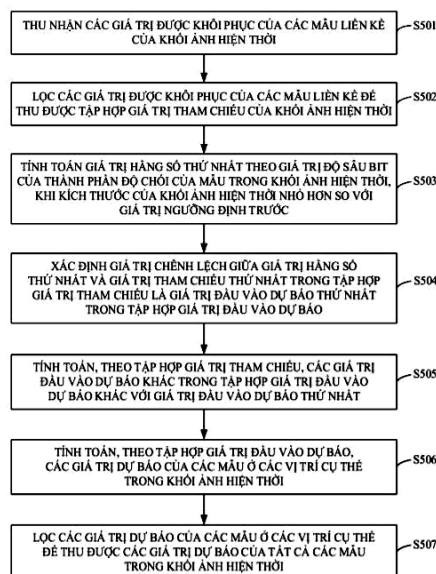 THU NHẬN CÁC GIÁ TRỊ ĐƯỢC KHÔI PHỤC CỦA CÁC MẪU LIỀN KỀ
CỦA KHỐI ẢNH HIỆN THỜI
S501
LỌC CÁC GIÁ TRỊ ĐƯỢC KHÔI PHỤC CỦA CÁC MẪU LIỀN KỀ ĐỂ
THU ĐƯỢC TẬP HỢP GIÁ TRỊ THAM CHIẾU CỦA KHỐI ẢNH HIỆN THỜI
S502
TÍNH TOÁN GIÁ TRỊ HẰNG SỐ THỨ NHẤT THEO GIÁ TRỊ ĐỘ SÂU BIT
CỦA THÀNH PHẦN ĐỘ CHÓI CỦA MẪU TRONG KHỐI ẢNH HIỆN THỜI,
KHI KÍCH THƯỚC CỦA KHỐI ẢNH HIỆN THỜI NHỎ HƠN SO VỚI
GIÁ TRỊ NGƯỠNG ĐỊNH TRƯỚC
S503
XÁC ĐỊNH GIÁ TRỊ CHÊNH LỆCH GIỮA GIÁ TRỊ HẰNG SỐ
THỨ NHẤT VÀ GIÁ TRỊ THAM CHIẾU THỨ NHẤT TRONG TẬP HỢP
GIÁ TRỊ THAM CHIẾU LÀ GIÁ TRỊ ĐẦU VÀO DỰ BÁO THỨ NHẤT
TRONG TẬP HỢP GIÁ TRỊ ĐẦU VÀO DỰ BÁO
S504
TÍNH TOÁN, THEO TẬP HỢP GIÁ TRỊ THAM CHIẾU, CÁC GIÁ TRỊ
ĐẦU VÀO DỰ BÁO KHÁC TRONG TẬP HỢP GIÁ TRỊ ĐẦU VÀO
DỰ BÁO KHÁC VỚI GIÁ TRỊ ĐẦU VÀO DỰ BÁO THỨ NHẤT
S505
TÍNH TOÁN, THEO TẬP HỢP GIÁ TRỊ ĐẦU VÀO DỰ BÁO,
CÁC GIÁ TRỊ DỰ BÁO CỦA CÁC MẪU Ở CÁC VỊ TRÍ CỤ THỂ
TRONG KHỐI ẢNH HIỆN THỜI
S506
LỌC CÁC GIÁ TRỊ DỰ BÁO CỦA CÁC MẪU Ở CÁC VỊ TRÍ CỤ THỂ
ĐỂ THU ĐƯỢC CÁC GIÁ TRỊ DỰ BÁO CỦA TẤT CẢ CÁC MẪU
TRONG KHỐI ẢNH HIỆN THỜI
S507